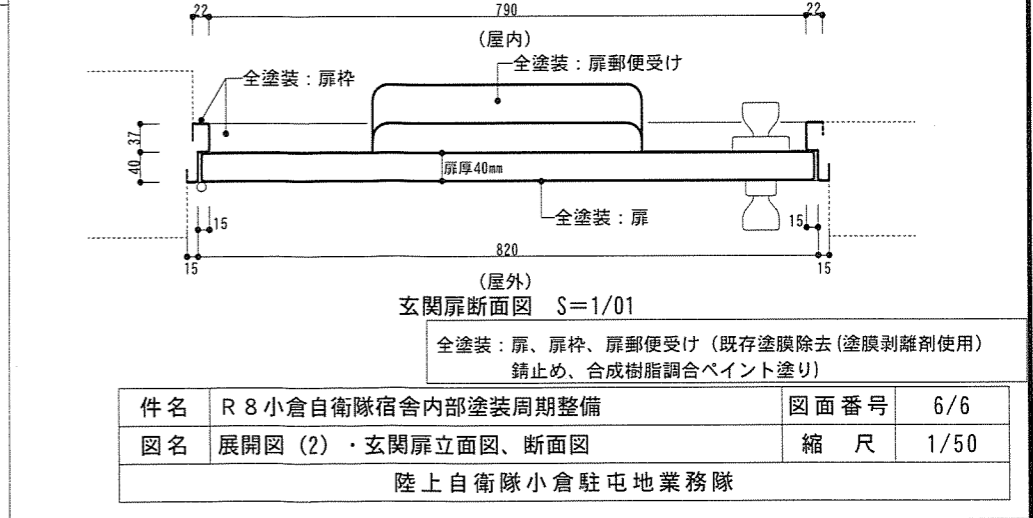 22 790 22
(屋内)
全塗装：扉郵便受け
全塗装：扉枠
37
40
扉厚40mm
全塗装：扉
15 15
820
15 15
(屋外)
玄関扉断面図 S＝1/01
全塗装：扉、扉枠、扉郵便受け（既存塗膜除去(塗膜剥離剤使用）
錆止め、合成樹脂調合ペイント塗り)
件名 R８小倉自衛隊宿舎内部塗装周期整備 図面番号 6/6
図名 展開図（2）・玄関扉立面図、断面図 縮尺 1/50
陸上自衛隊小倉駐屯地業務隊